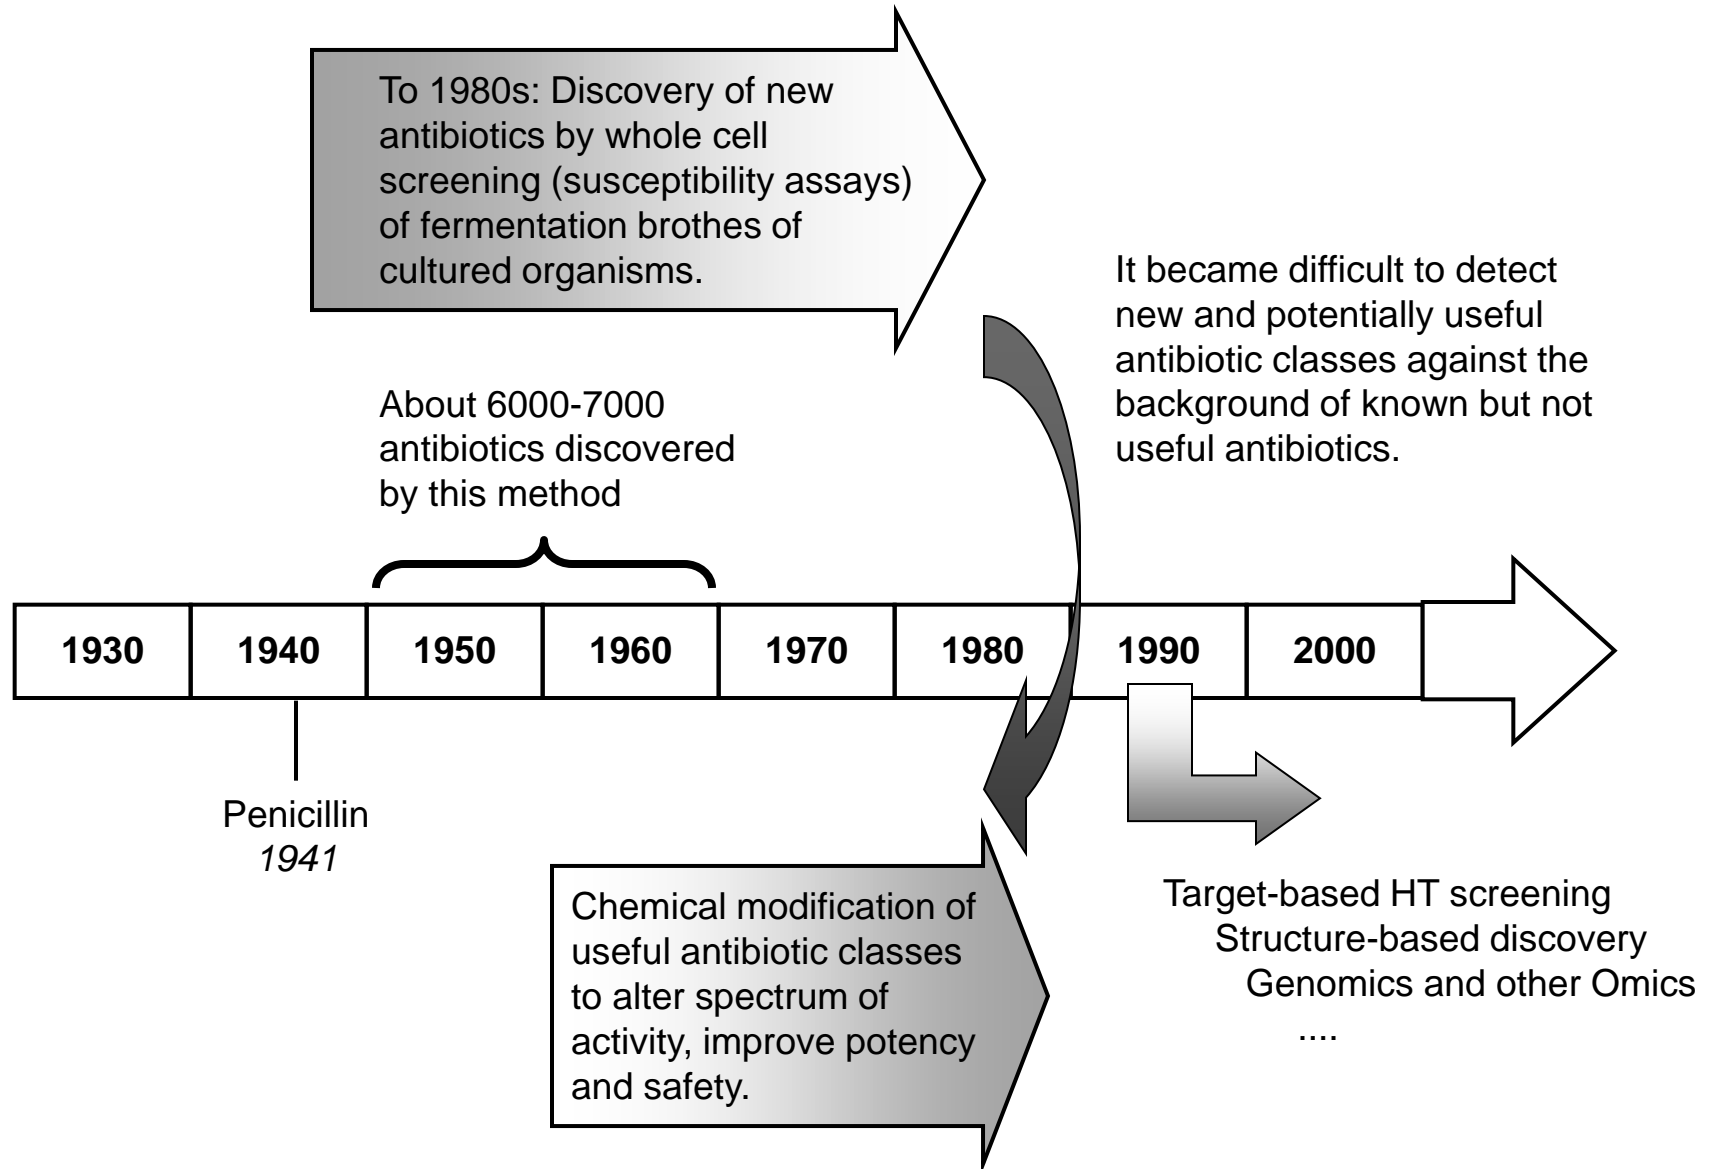 To 1980s: Discovery of new
antibiotics by whole cell
screening (susceptibility assays)
of fermentation brothes of
cultured organisms.
It became difficult to detect
new and potentially useful
antibiotic classes against the
background of known but not
useful antibiotics.
About 6000-7000
antibiotics discovered
by this method
1930 1940 1950 1960 1970 1980 1990 2000
Penicillin
1941
Chemical modification of
useful antibiotic classes
to alter spectrum of
activity, improve potency
and safety.
Target-based HT screening
Structure-based discovery
Genomics and other Omics
....